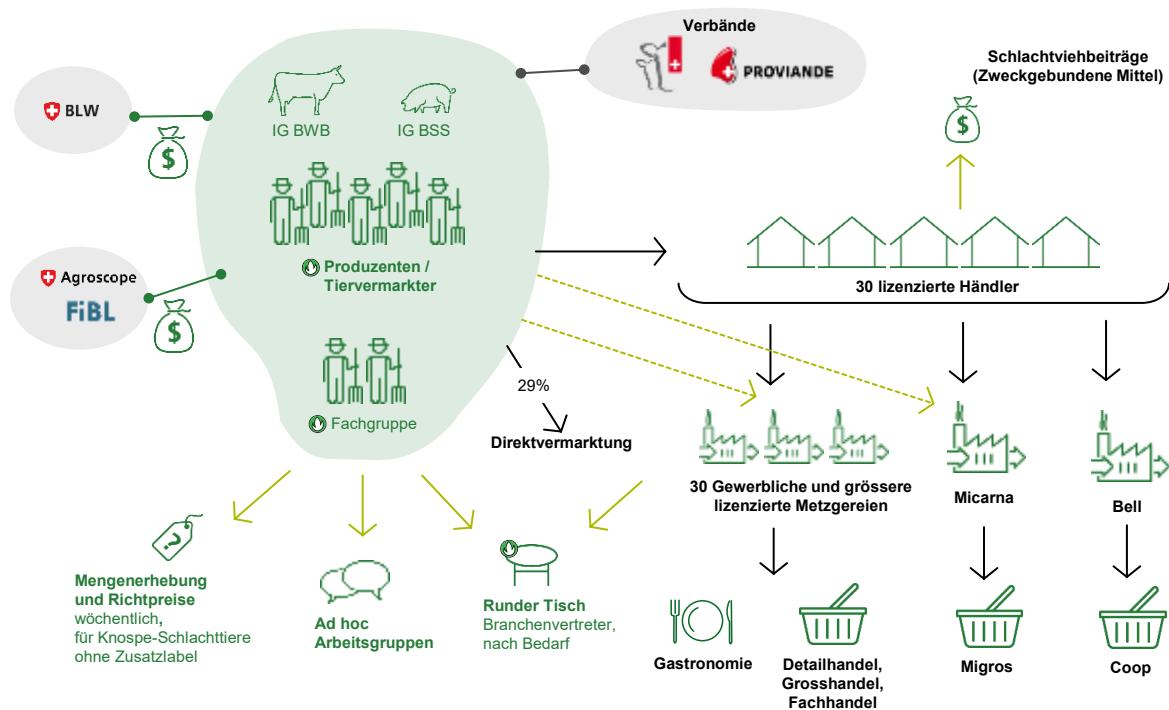 Verbände
PROVIANDE
Schlachtviehbeiträge
(Zweckgebundene Mittel)
BLW
$
IG BWB
IG BSS
$
Agroscope
FiBL
$
Produzenten /
Tiervermarkter
30 lizenzierte Händler
Fachgruppe
29%
Direktvermarktung
30 Gewerbliche und grössere
lizenzierte Metzgereien
Micarna
Bell
?
Mengenerhebung
und Richtpreise
wöchentlich,
für Knospe-Schlachttiere
ohne Zusatzlabel
Ad hoc
Arbeitsgruppen
Runder Tisch
Branchenvertreter,
nach Bedarf
Gastronomie
Detailhandel,
Grosshandel,
Fachhandel
Migros
Coop